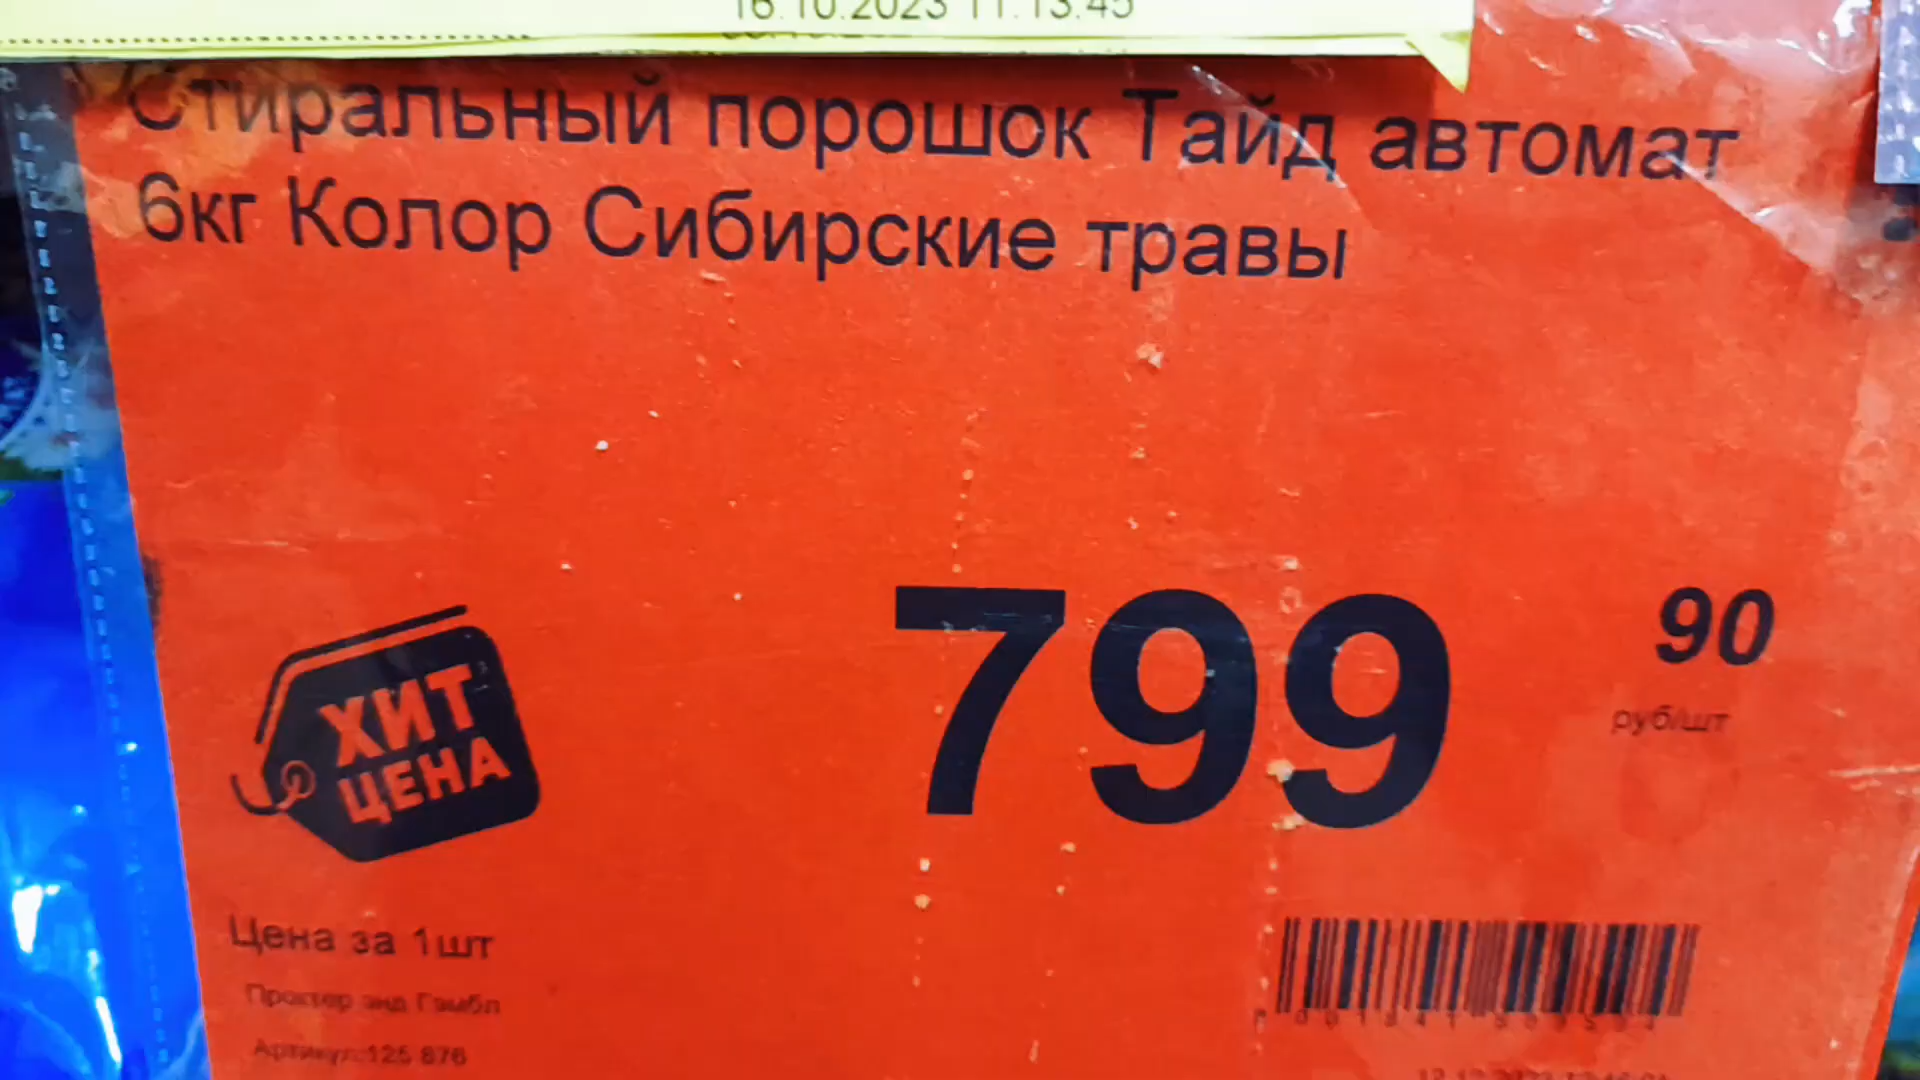 16.10.2023 11:13:45
Стиральный порошок Тайд автомат
6кг Колор Сибирские травы
799
90
руб/шт
ХИТ
ЦЕНА
Цена за 1шт
Проктер энд Гэмбл
Артикул:125 876